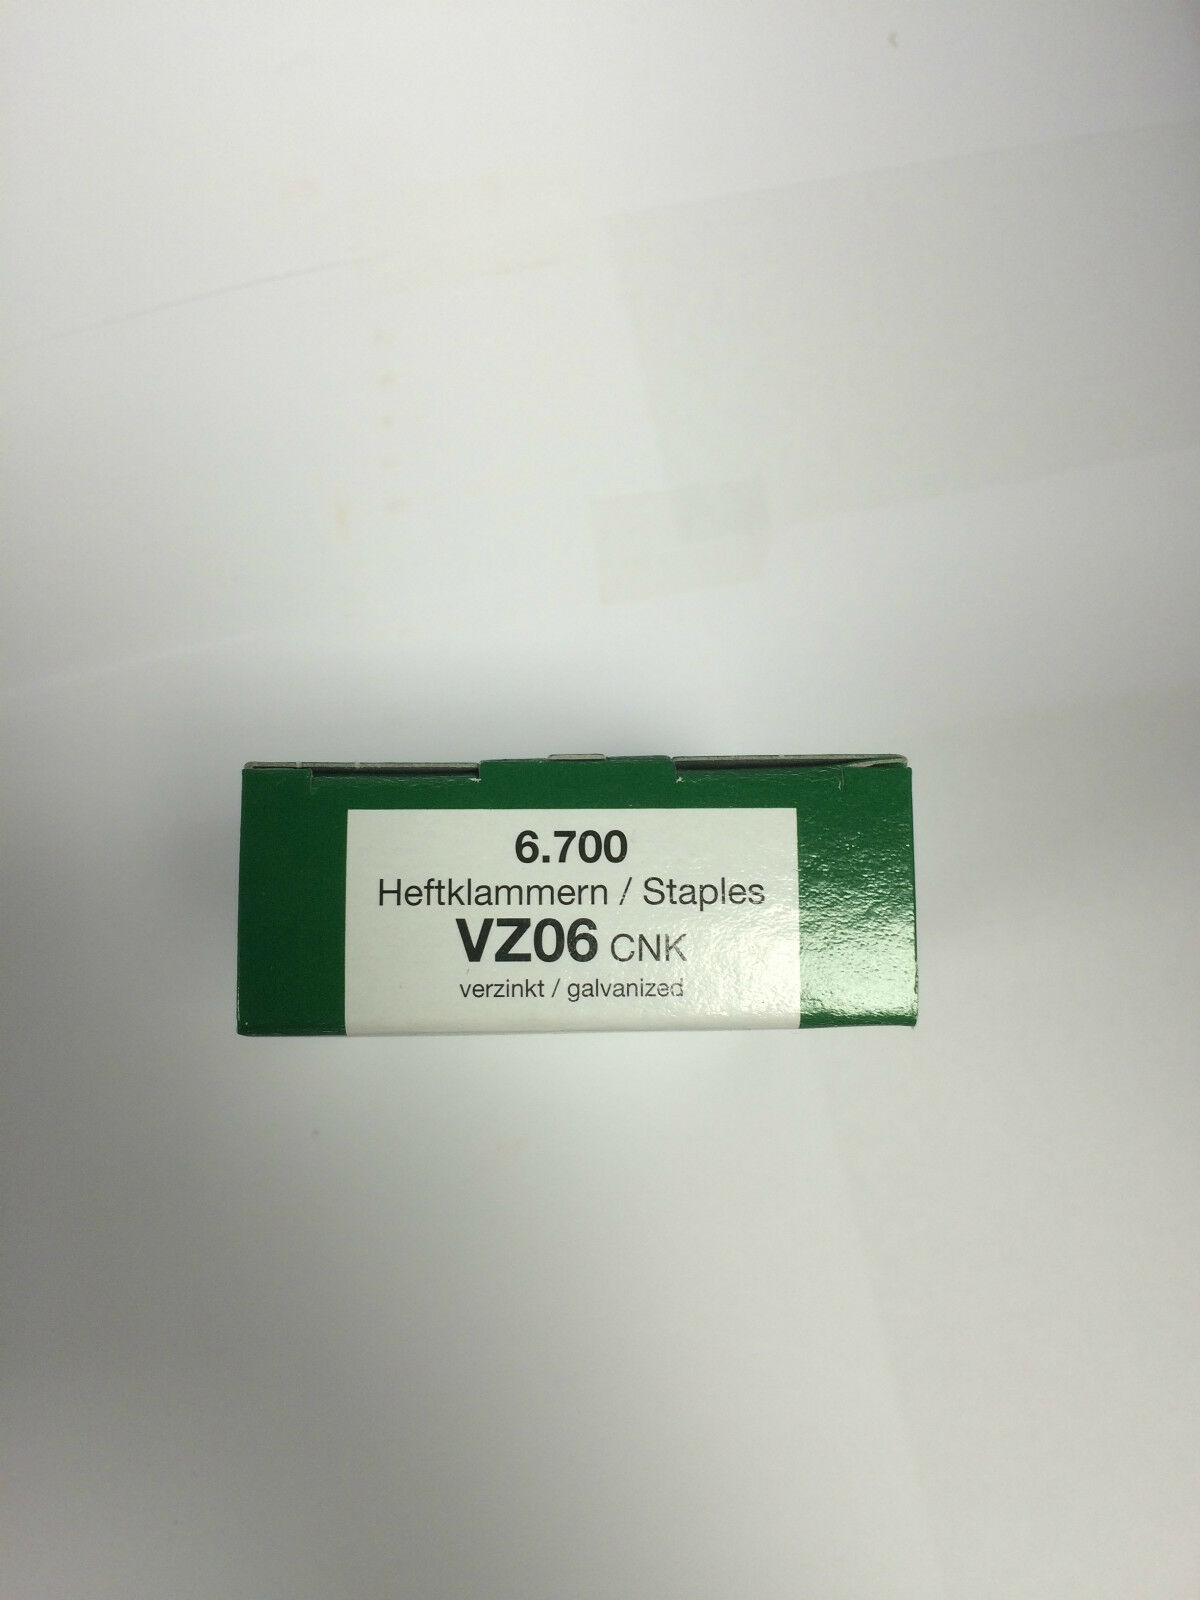 6.700
Heftklammern / Staples
VZ06 CNK
verzinkt / galvanized